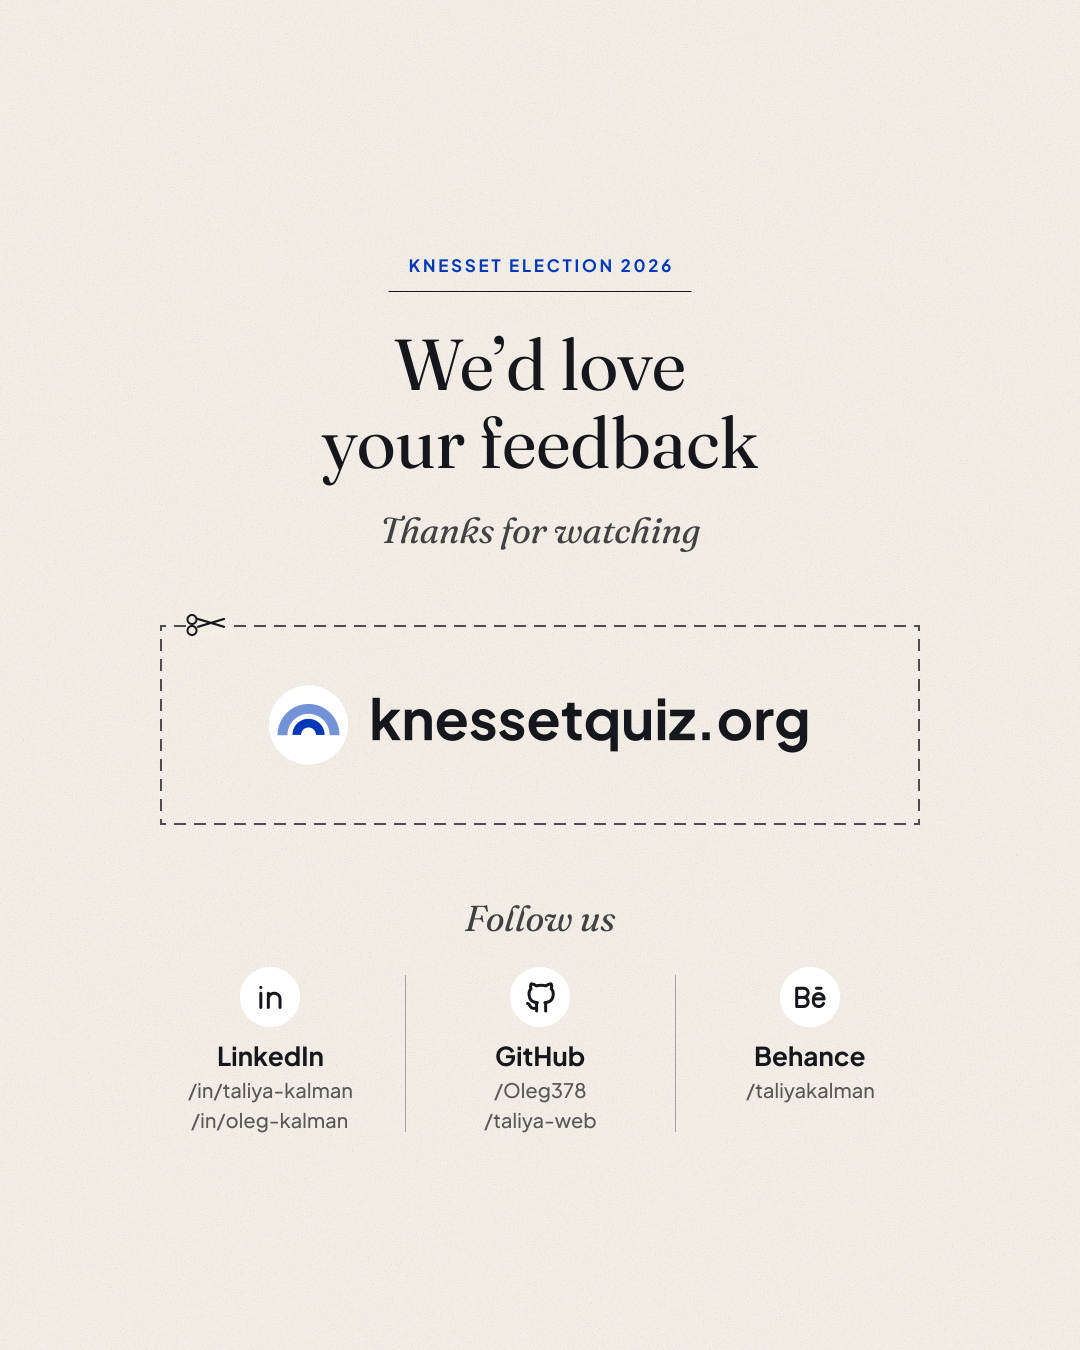 KNESSET ELECTION 2026
We’d love
your feedback
Thanks for watching
knessetquiz.org
Follow us
in
LinkedIn
/in/taliya-kalman
/in/oleg-kalman
GitHub
/Oleg378
/taliya-web
Bē
Behance
/taliyakalman